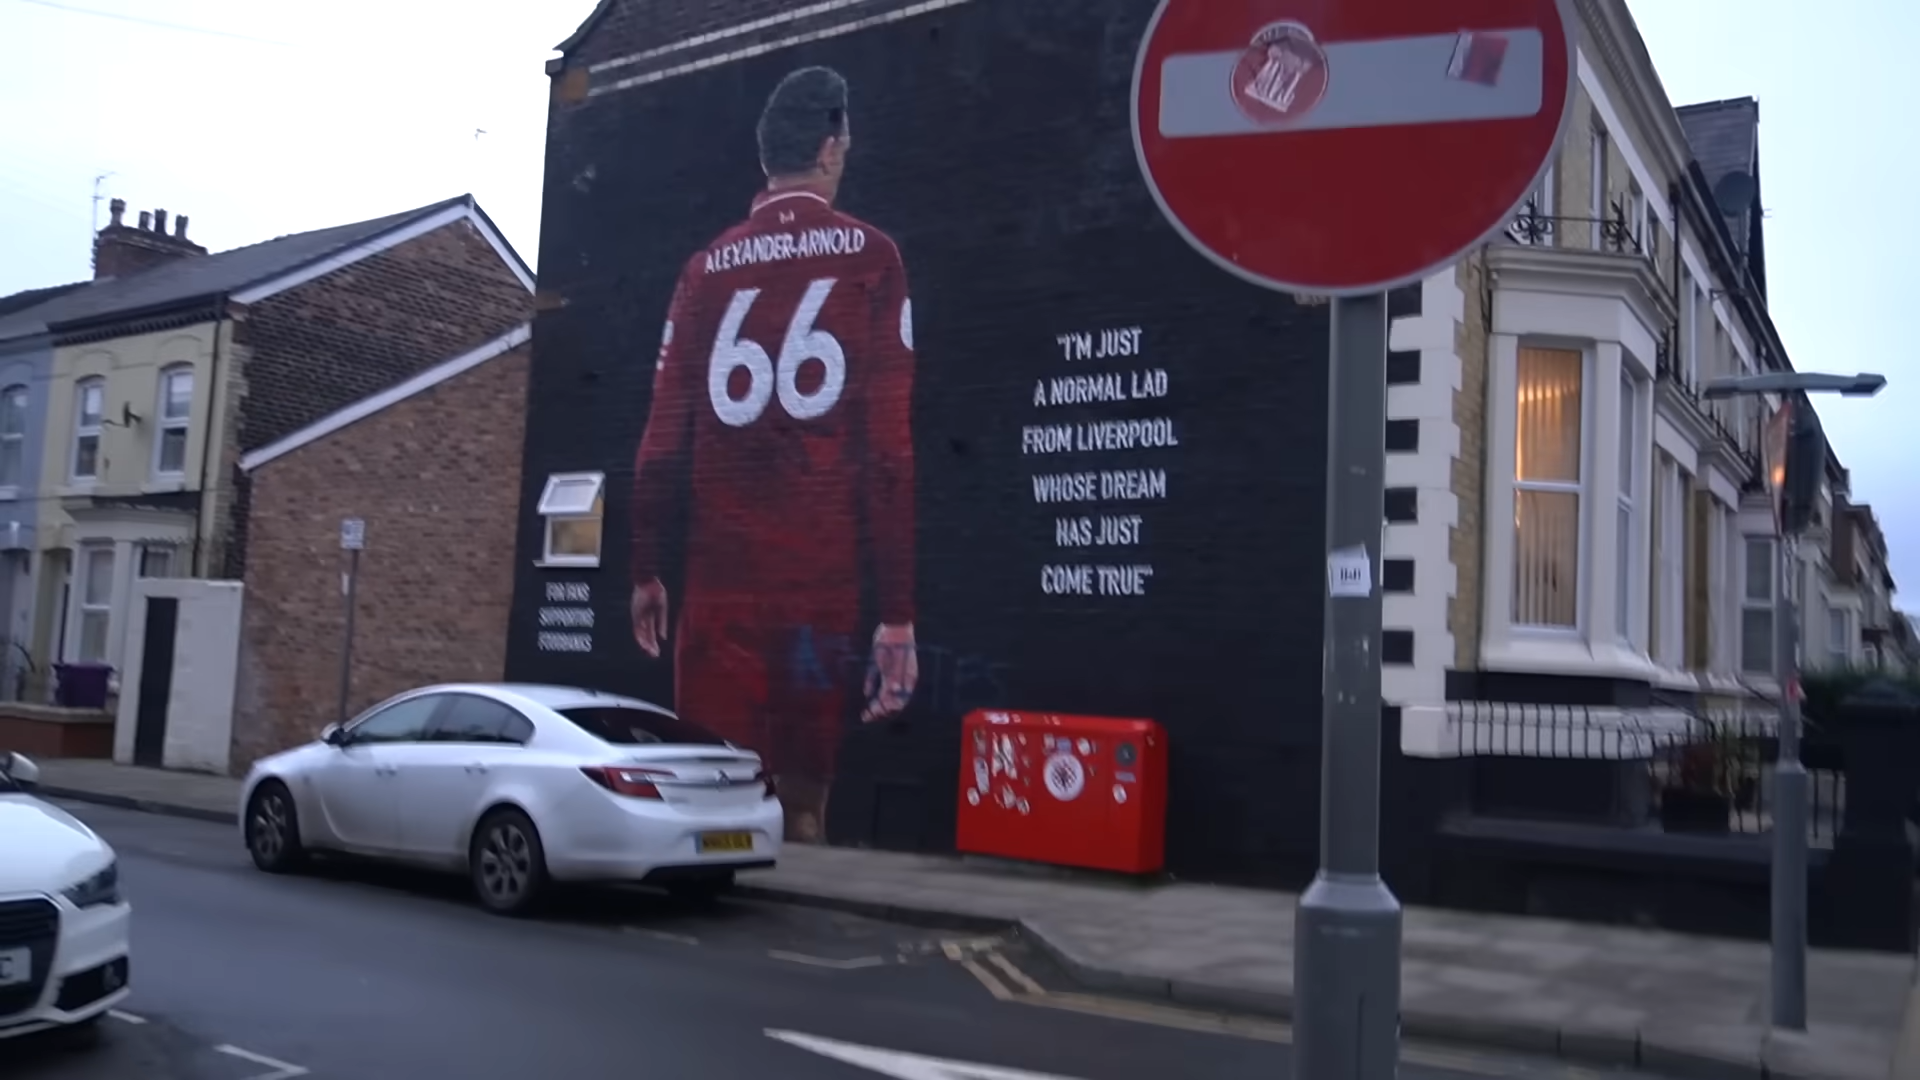 ALEXANDER-ARNOLD
66
"I'M JUST
A NORMAL LAD
FROM LIVERPOOL
WHOSE DREAM
HAS JUST
COME TRUE"
FOR FANS
SUPPORTING
FOODBANKS